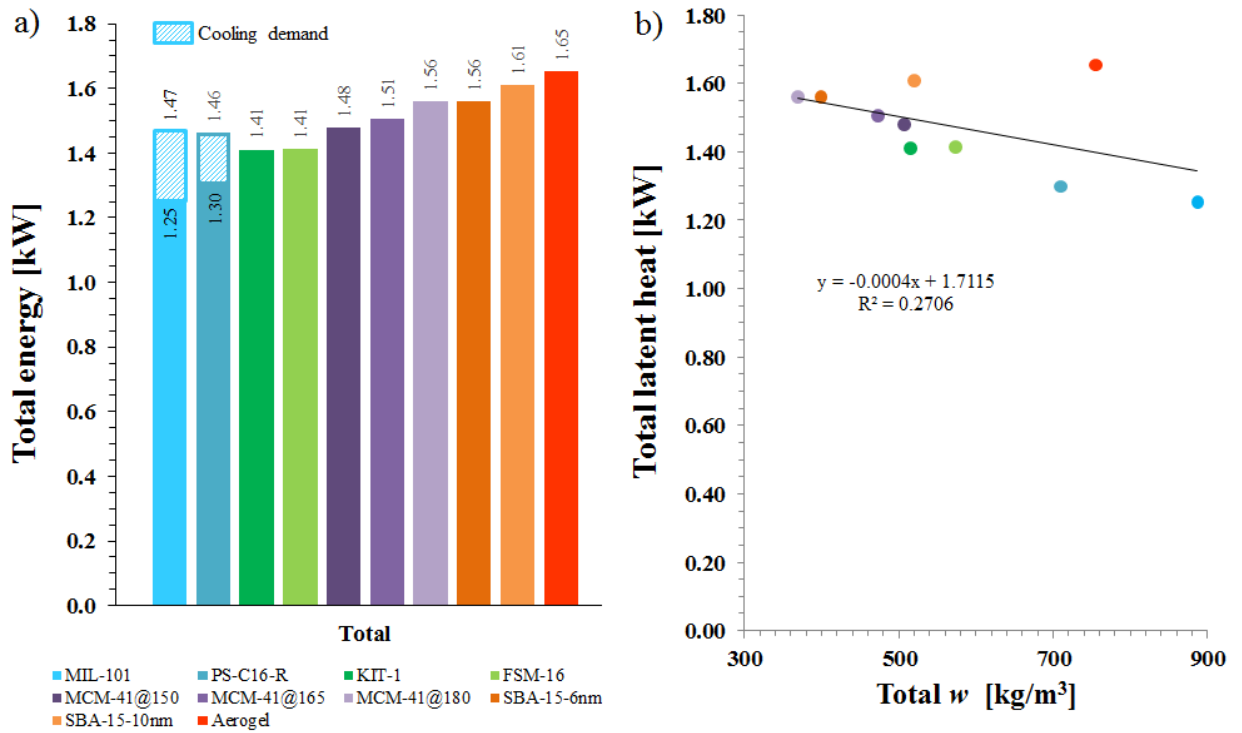 a)
Cooling demand
Total energy [kW]
1.8
1.6
1.4
1.2
1.0
0.8
0.6
0.4
0.2
0.0
1.47
1.25
1.46
1.30
1.41
1.41
1.48
1.51
1.56
1.56
1.61
1.65
Total
MIL-101 PS-C16-R KIT-1 FSM-16
MCM-41@150 MCM-41@165 MCM-41@180 SBA-15-6nm
SBA-15-10nm Aerogel
b)
Total latent heat [kW]
1.80
1.60
1.40
1.20
1.00
0.80
0.60
0.40
0.20
0.00
y = -0.0004x + 1.7115
R² = 0.2706
300 500 700 900
Total w [kg/m³]